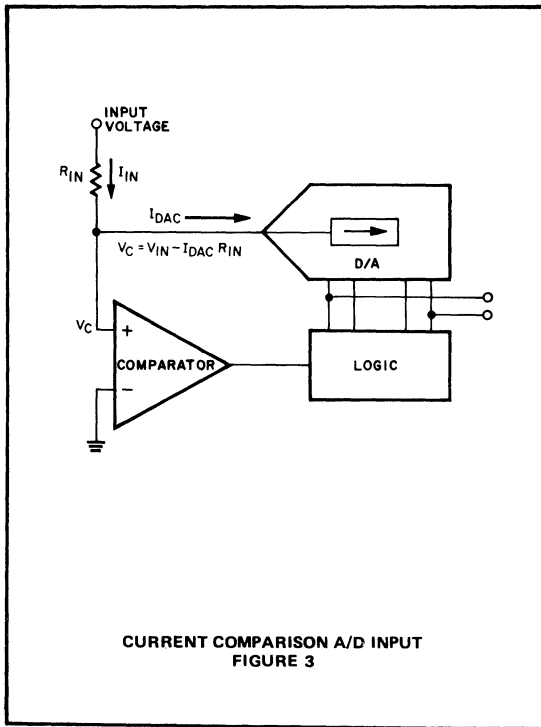 INPUT
VOLTAGE
RIN
IIN
IDAC
VC = VIN – IDAC RIN
D/A
VC
+
COMPARATOR
–
LOGIC
CURRENT COMPARISON A/D INPUT
FIGURE 3